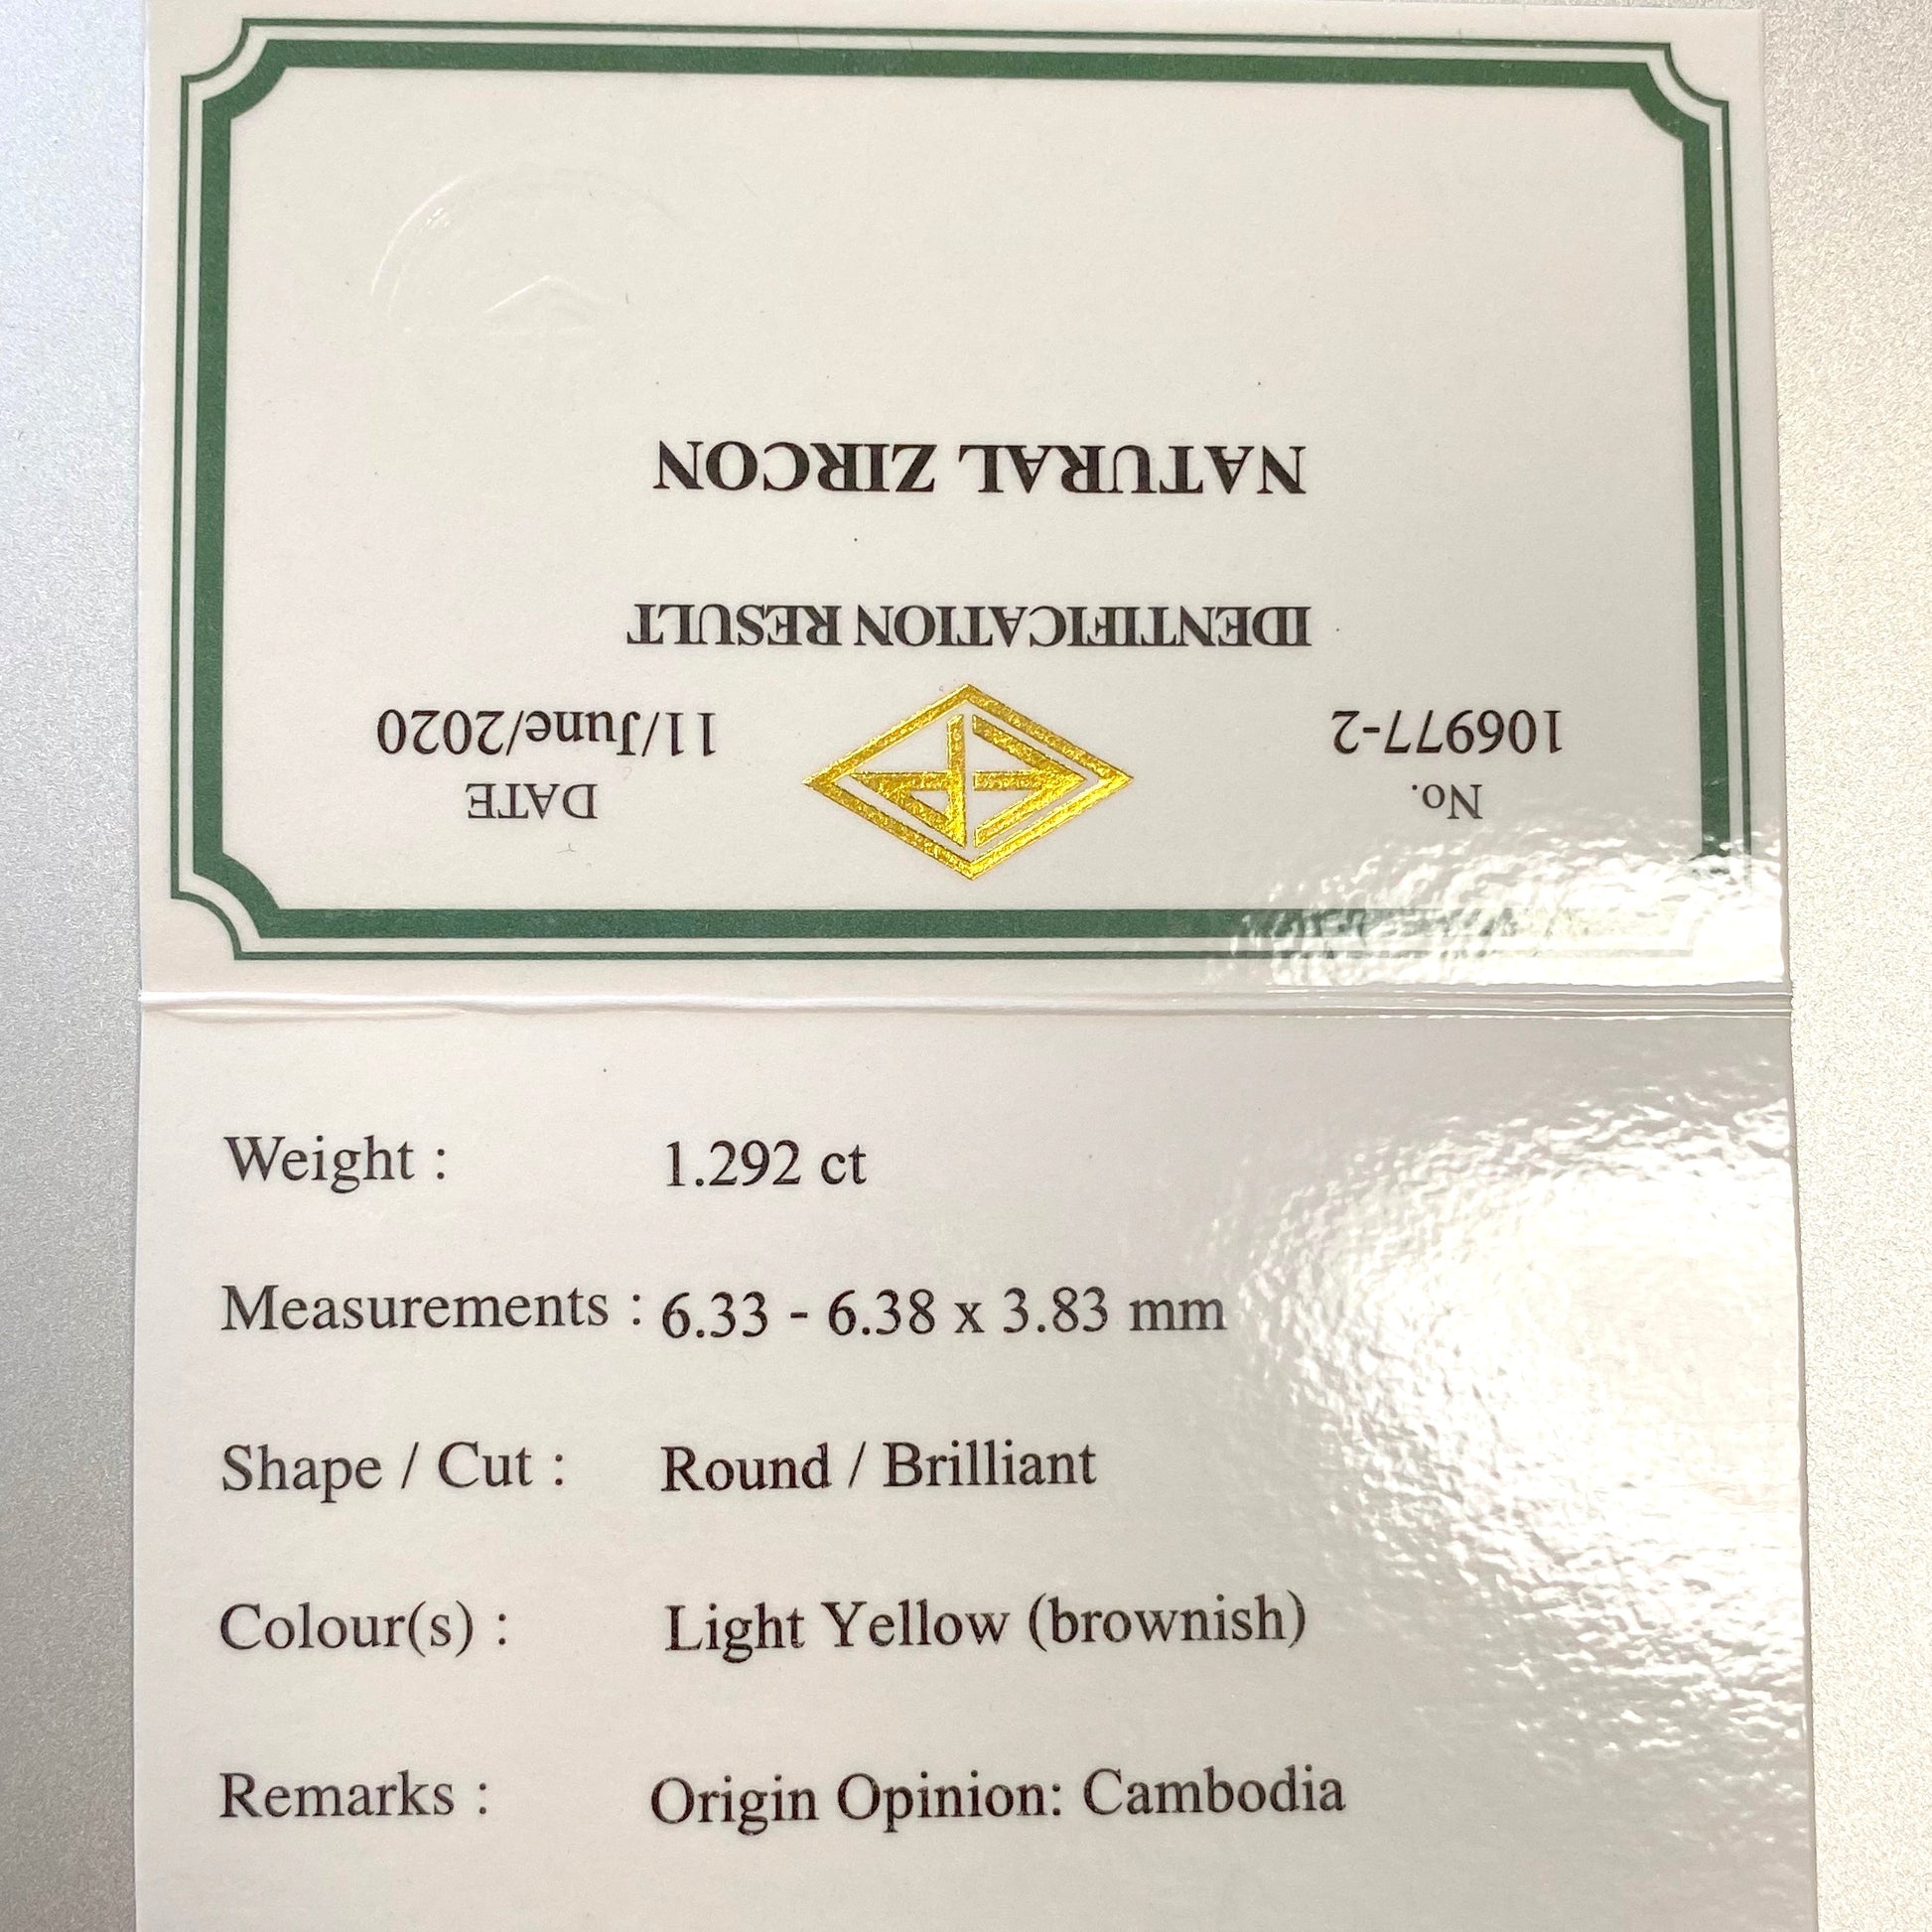 No.
DATE
106977-2
11/June/2020
IDENTIFICATION RESULT
NATURAL ZIRCON
Weight : 1.292 ct
Measurements : 6.33 - 6.38 x 3.83 mm
Shape / Cut : Round / Brilliant
Colour(s) : Light Yellow (brownish)
Remarks : Origin Opinion: Cambodia